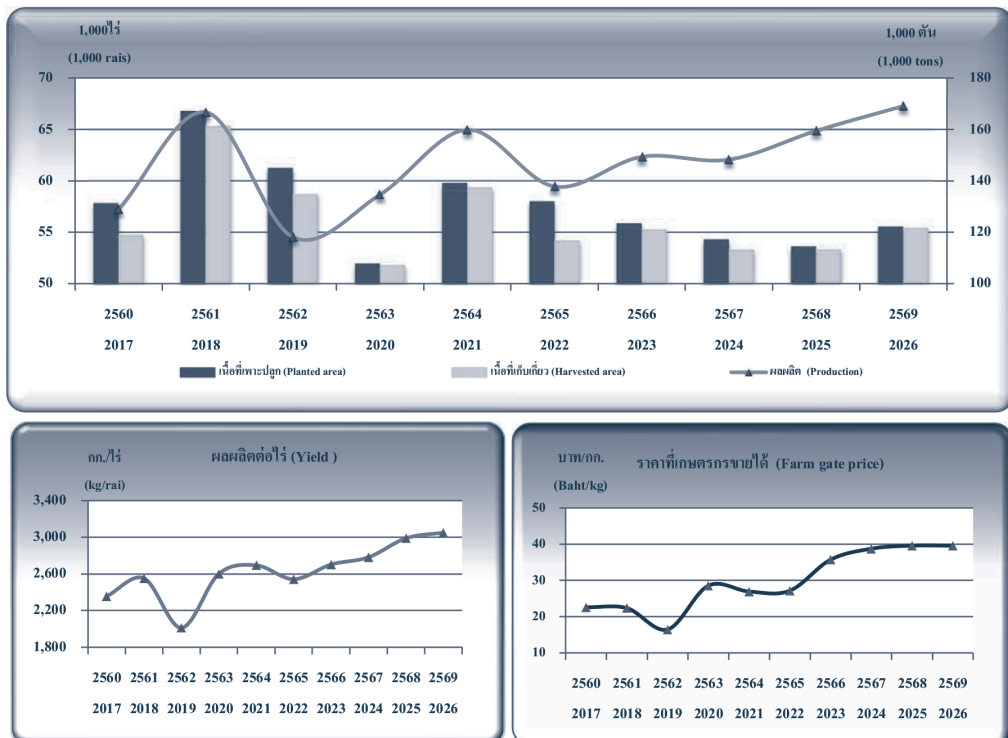 1,000ไร่
(1,000 rais)
1,000 ตัน
(1,000 tons)
70
65
60
55
50
180
160
140
120
100
2560 2561 2562 2563 2564 2565 2566 2567 2568 2569
2017 2018 2019 2020 2021 2022 2023 2024 2025 2026
เนื้อที่เพาะปลูก (Planted area) เนื้อที่เก็บเกี่ยว (Harvested area) ผลผลิต (Production)
กก./ไร่
(kg/rai)
ผลผลิตต่อไร่ (Yield )
3,400
3,000
2,600
2,200
1,800
2560 2561 2562 2563 2564 2565 2566 2567 2568 2569
2017 2018 2019 2020 2021 2022 2023 2024 2025 2026
บาท/กก.
(Baht/kg)
ราคาที่เกษตรกรขายได้ (Farm gate price)
50
40
30
20
10
2560 2561 2562 2563 2564 2565 2566 2567 2568 2569
2017 2018 2019 2020 2021 2022 2023 2024 2025 2026